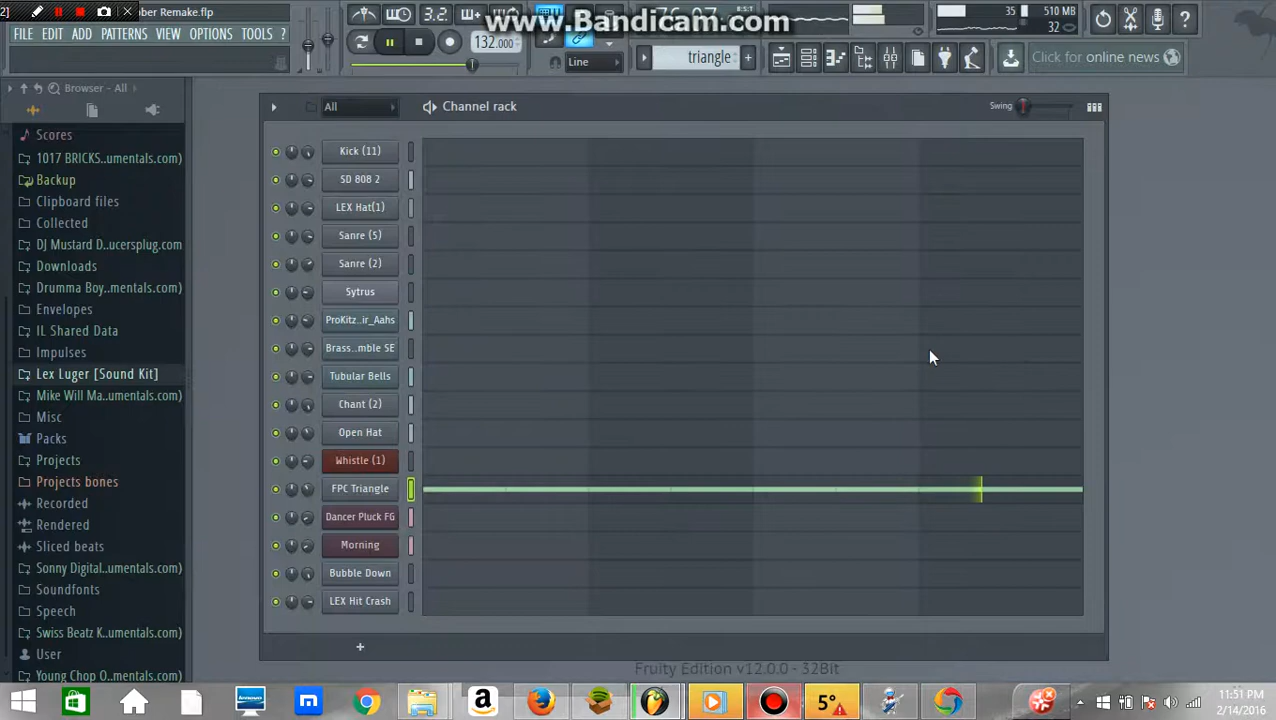 2]
ber Remake.flp
3.2
76:07
www.Bandicam.com
35
510 MB
32
FILE EDIT ADD PATTERNS VIEW OPTIONS TOOLS ?
132.000
Line
triangle
Click for online news
Browser - All
All
Channel rack
Swing
Scores
1017 BRICKS..umentals.com)
Backup
Clipboard files
Collected
DJ Mustard D..ucersplug.com
Downloads
Drumma Boy..mentals.com)
Envelopes
IL Shared Data
Impulses
Lex Luger [Sound Kit]
Mike Will Ma..umentals.com)
Misc
Packs
Projects
Projects bones
Recorded
Rendered
Sliced beats
Sonny Digital..umentals.com)
Soundfonts
Speech
Swiss Beatz K..umentals.com)
User
Young Chop O..mentals.com)
Kick (11)
SD 808 2
LEX Hat(1)
Sanre (5)
Sanre (2)
Sytrus
ProKitz..ir_Aahs
Brass..mble SE
Tubular Bells
Chant (2)
Open Hat
Whistle (1)
FPC Triangle
Dancer Pluck FG
Morning
Bubble Down
LEX Hit Crash
+
Fruity Edition v12.0.0 - 32Bit
5°
11:51 PM
2/14/2016